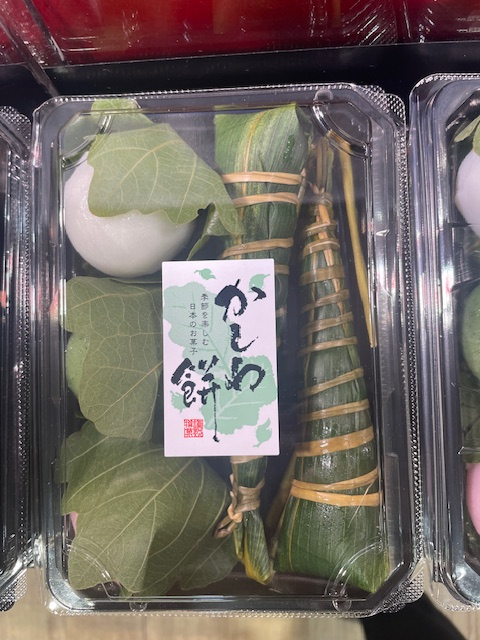 かしわ
餅
季節を楽しむ
日本のお菓子